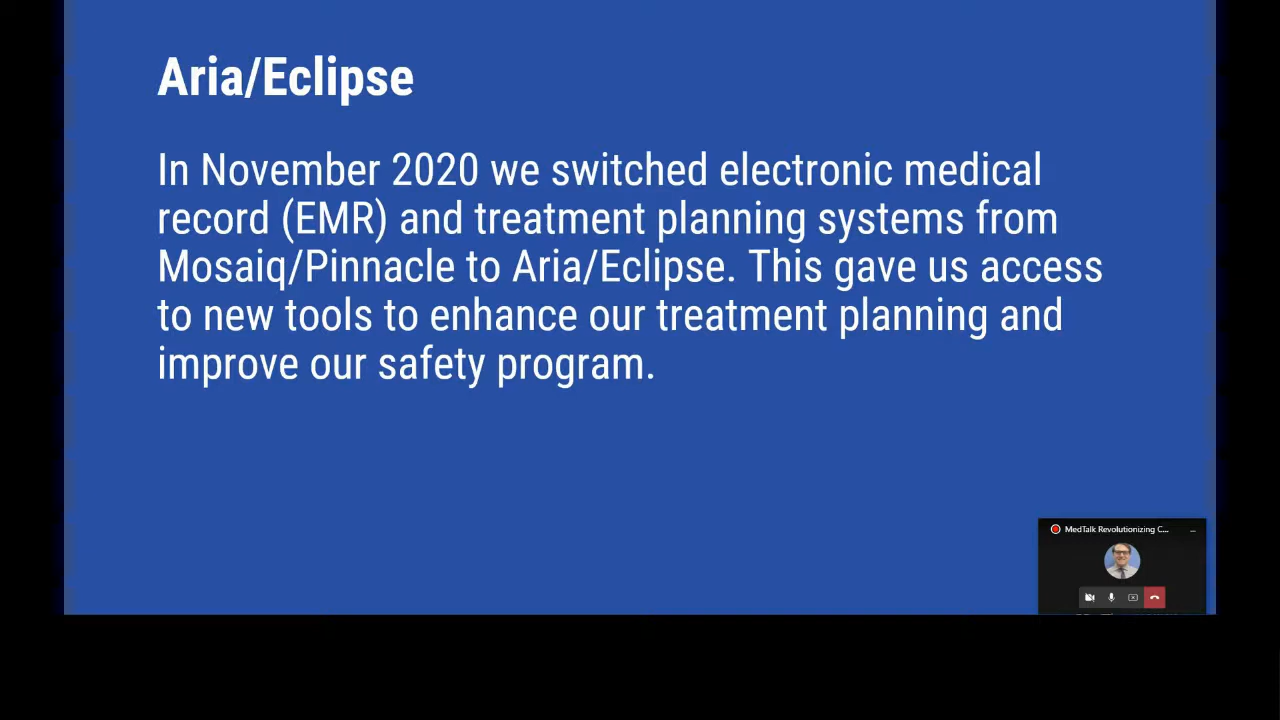 Aria/Eclipse
In November 2020 we switched electronic medical
record (EMR) and treatment planning systems from
Mosaiq/Pinnacle to Aria/Eclipse. This gave us access
to new tools to enhance our treatment planning and
improve our safety program.
MedTalk Revolutionizing C...